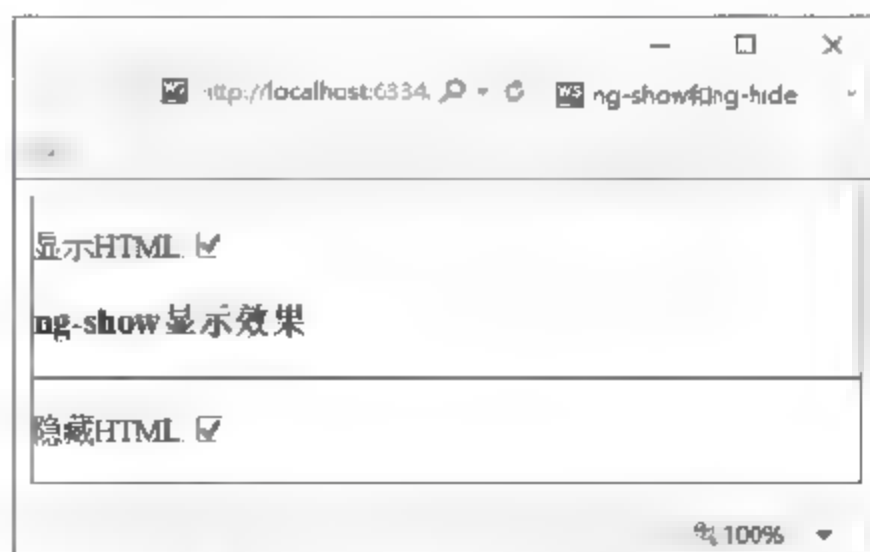 http://localhost:6334 ng-show和ng-hide
显示HTML: ☑
ng-show显示效果
隐藏HTML: ☑
100%